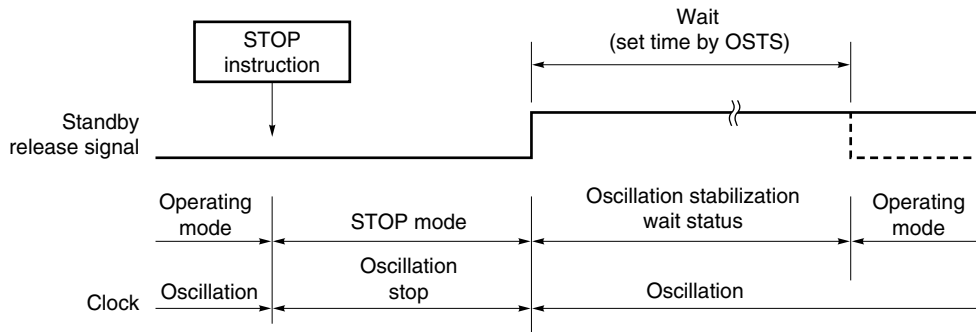 STOP
instruction
Wait
(set time by OSTS)
Standby
release signal
Operating
mode
STOP mode
Oscillation stabilization
wait status
Operating
mode
Clock
Oscillation
Oscillation
stop
Oscillation